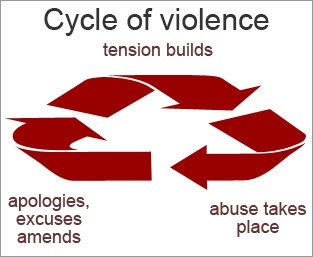 Cycle of violence
tension builds
apologies,
excuses
amends
abuse takes
place